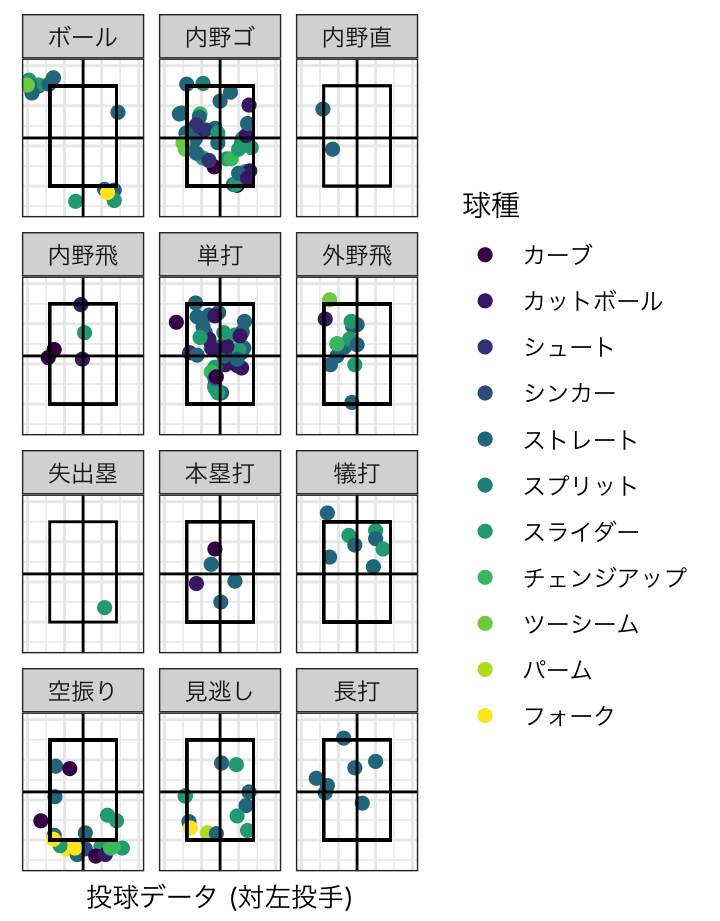 ボール
内野ゴ
内野直
内野飛
単打
外野飛
失出塁
本塁打
犠打
空振り
見逃し
長打
球種
カーブ
カットボール
シュート
シンカー
ストレート
スプリット
スライダー
チェンジアップ
ツーシーム
パーム
フォーク
投球データ (対左投手)